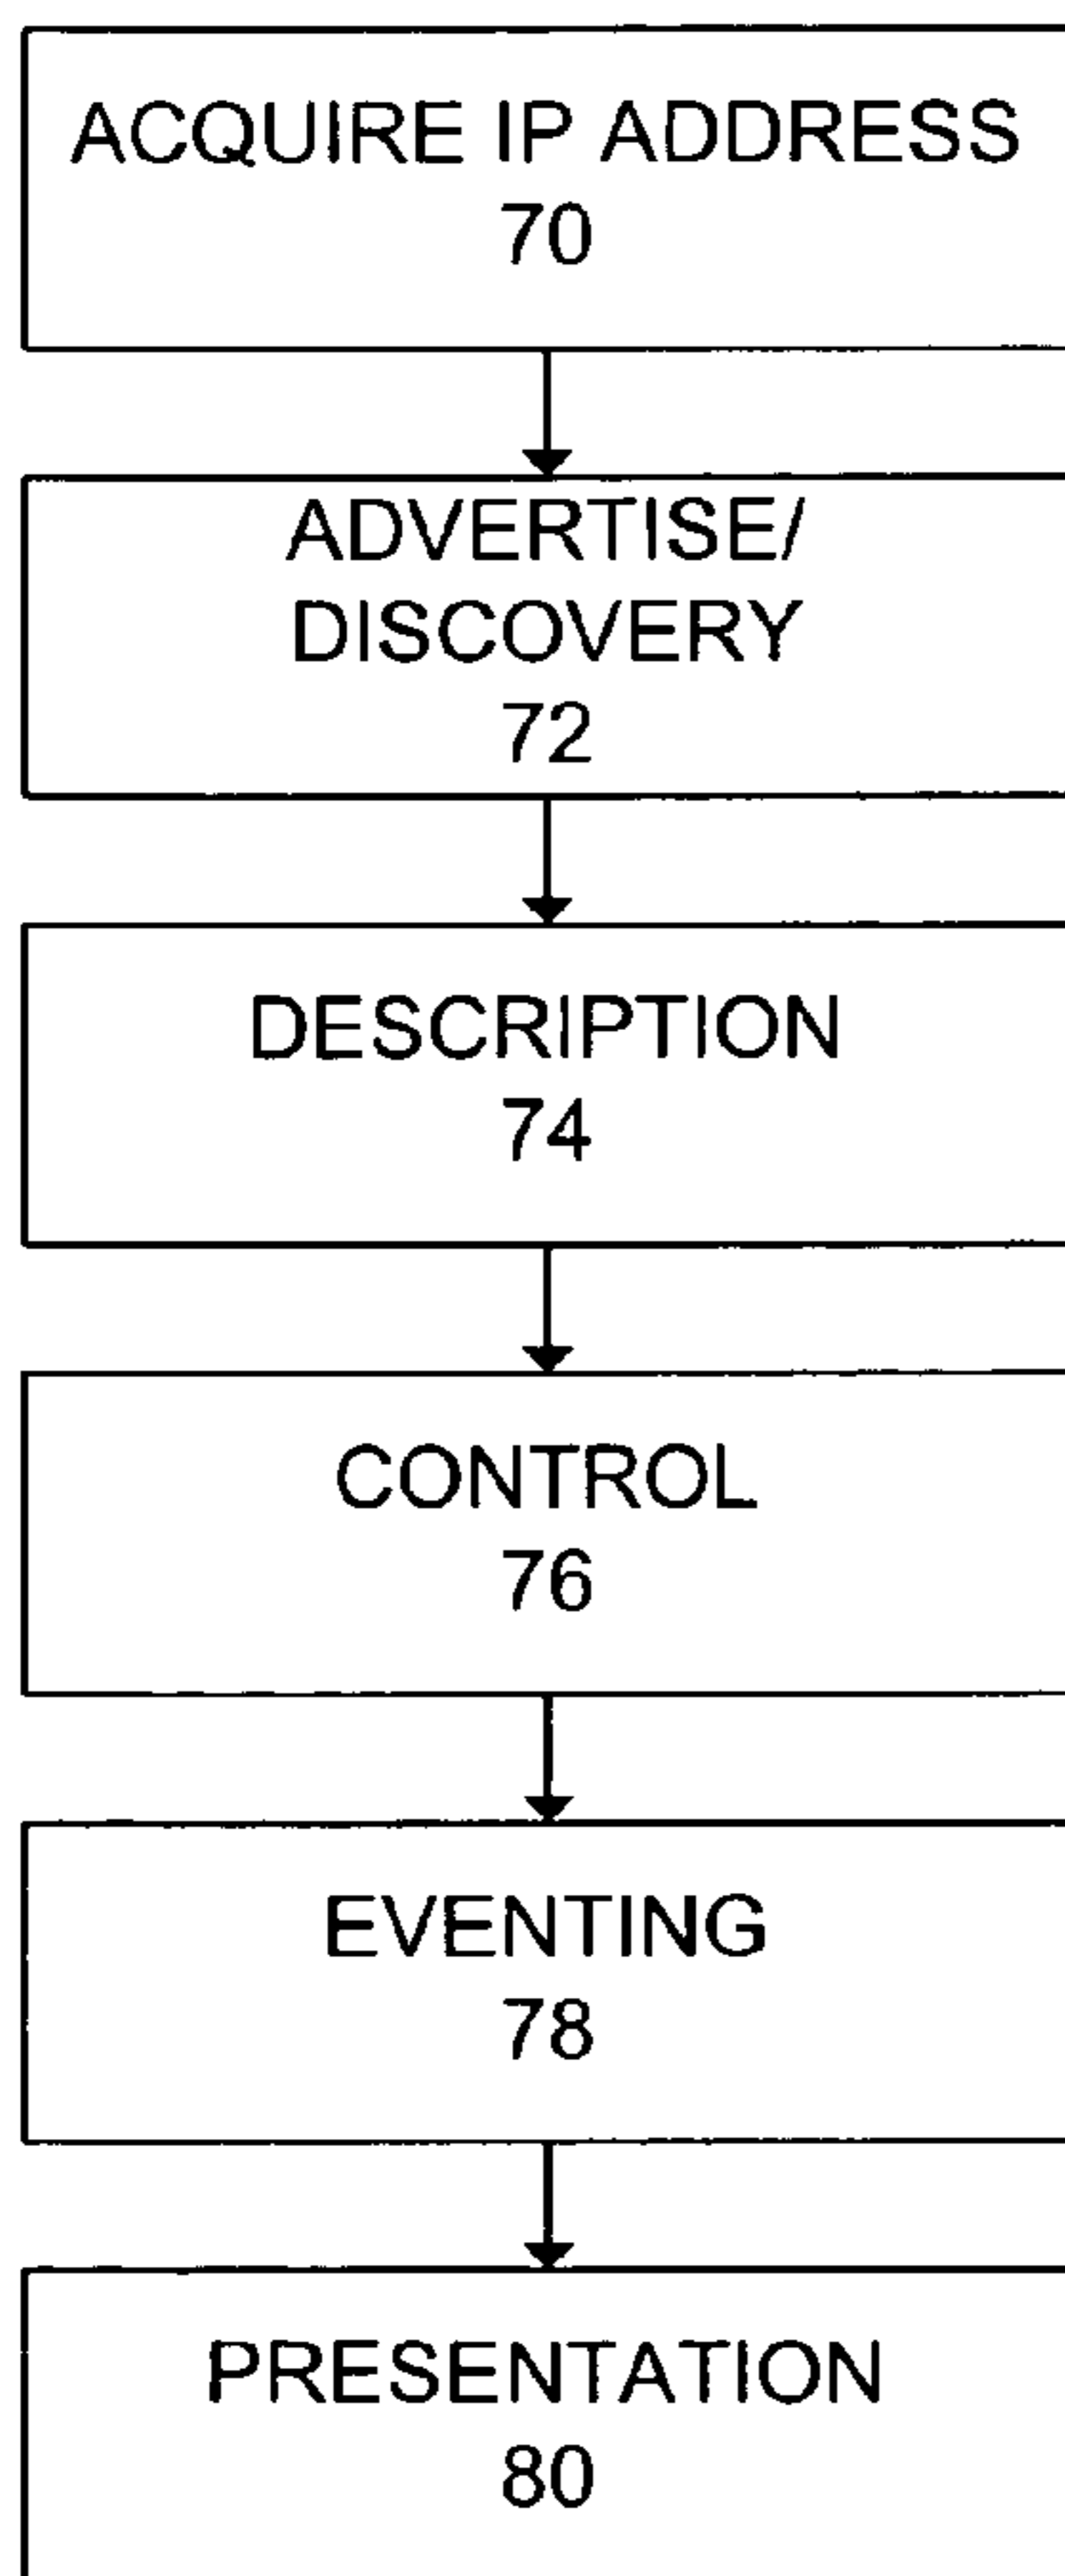 ACQUIRE IP ADDRESS
70
ADVERTISE/
DISCOVERY
72
DESCRIPTION
74
CONTROL
76
EVENTING
78
PRESENTATION
80